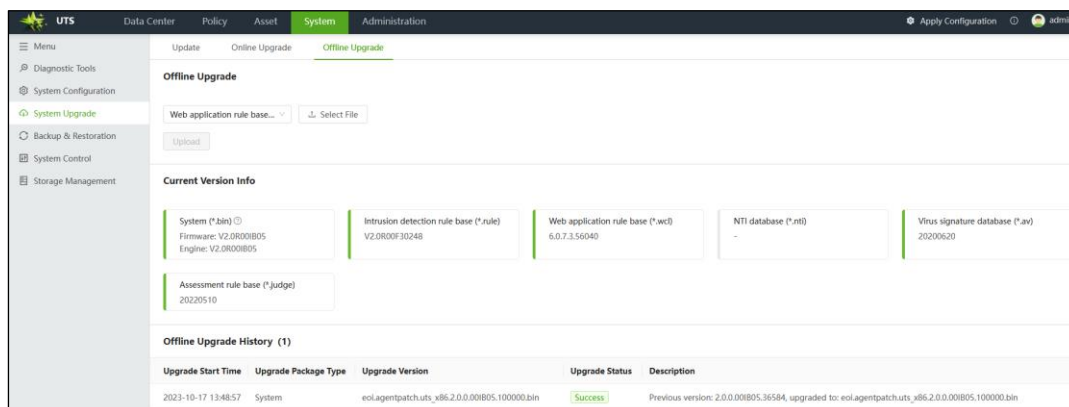 UTS
Data Center Policy Asset System Administration Apply Configuration admi
Menu
Diagnostic Tools
System Configuration
System Upgrade
Backup & Restoration
System Control
Storage Management
Update Online Upgrade Offline Upgrade
Offline Upgrade
Web application rule base... Select File
Upload
Current Version Info
System (*.bin)
Firmware: V2.0R00IB05
Engine: V2.0R00IB05
Intrusion detection rule base (*.rule)
V2.0R00F30248
Web application rule base (*.wcl)
6.0.7.3.56040
NTI database (*.nti)
-
Virus signature database (*.av)
20200620
Assessment rule base (*.judge)
20220510
Offline Upgrade History (1)
Upgrade Start Time Upgrade Package Type Upgrade Version Upgrade Status Description
2023-10-17 13:48:57 System eoi.agentpatch.uts_x86.2.0.0.00IB05.100000.bin Success Previous version: 2.0.0.00IB05.36584, upgraded to: eoi.agentpatch.uts_x86.2.0.0.00IB05.100000.bin